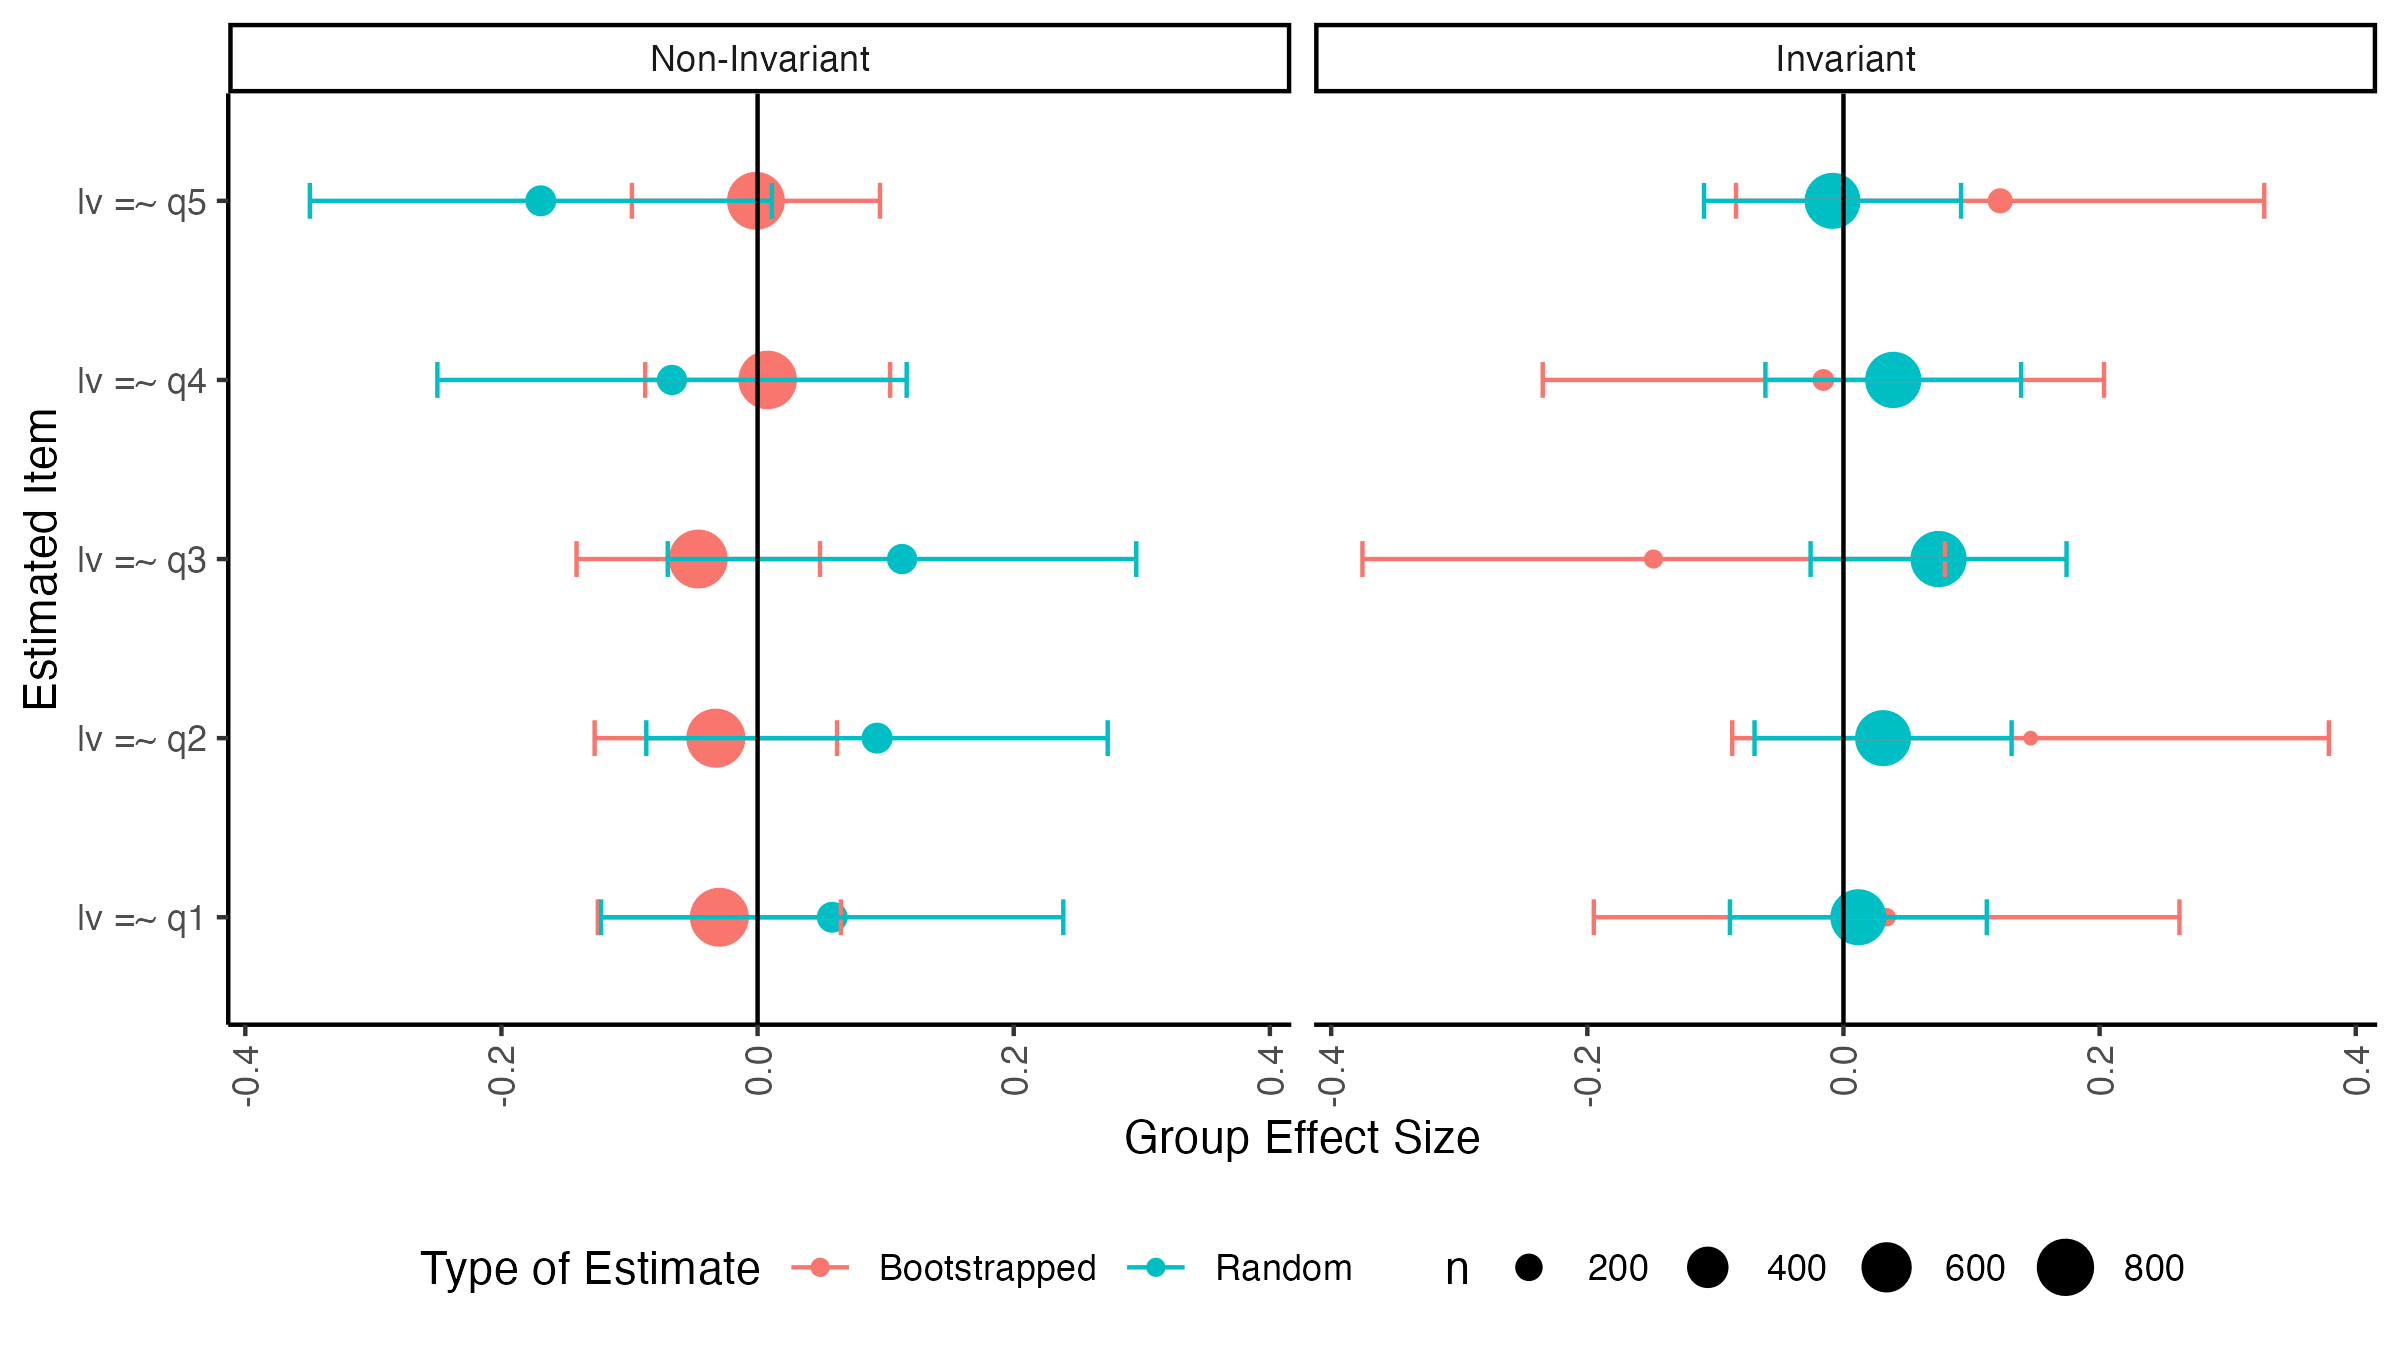 Non-Invariant
Invariant
Estimated Item
lv =~ q5
lv =~ q4
lv =~ q3
lv =~ q2
lv =~ q1
-0.4
-0.2
0.0
0.2
0.4
-0.4
-0.2
0.0
0.2
0.4
Group Effect Size
Type of Estimate Bootstrapped Random n 200 400 600 800